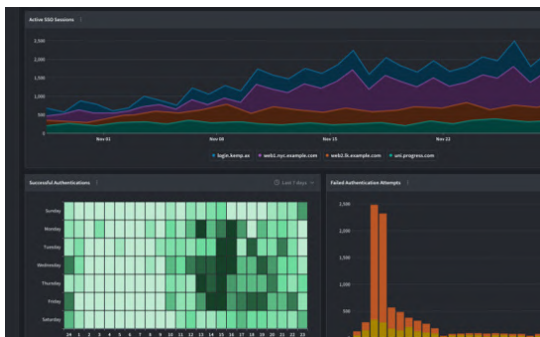 Active SSO Sessions
2,500
2,000
1,500
1,000
500
0
Nov 01
Nov 08
Nov 15
Nov 22
login.kemp.ax web1.nyc.example.com web2.lh.example.com uni.progress.com
Successful Authentications
Last 7 days
Sunday
Monday
Tuesday
Wednesday
Thursday
Friday
Saturday
24 1 2 3 4 5 6 7 8 9 10 11 12 13 14 15 16 17 18 19 20 21 22 23
Failed Authentication Attempts
2,500
2,000
1,500
1,000
500